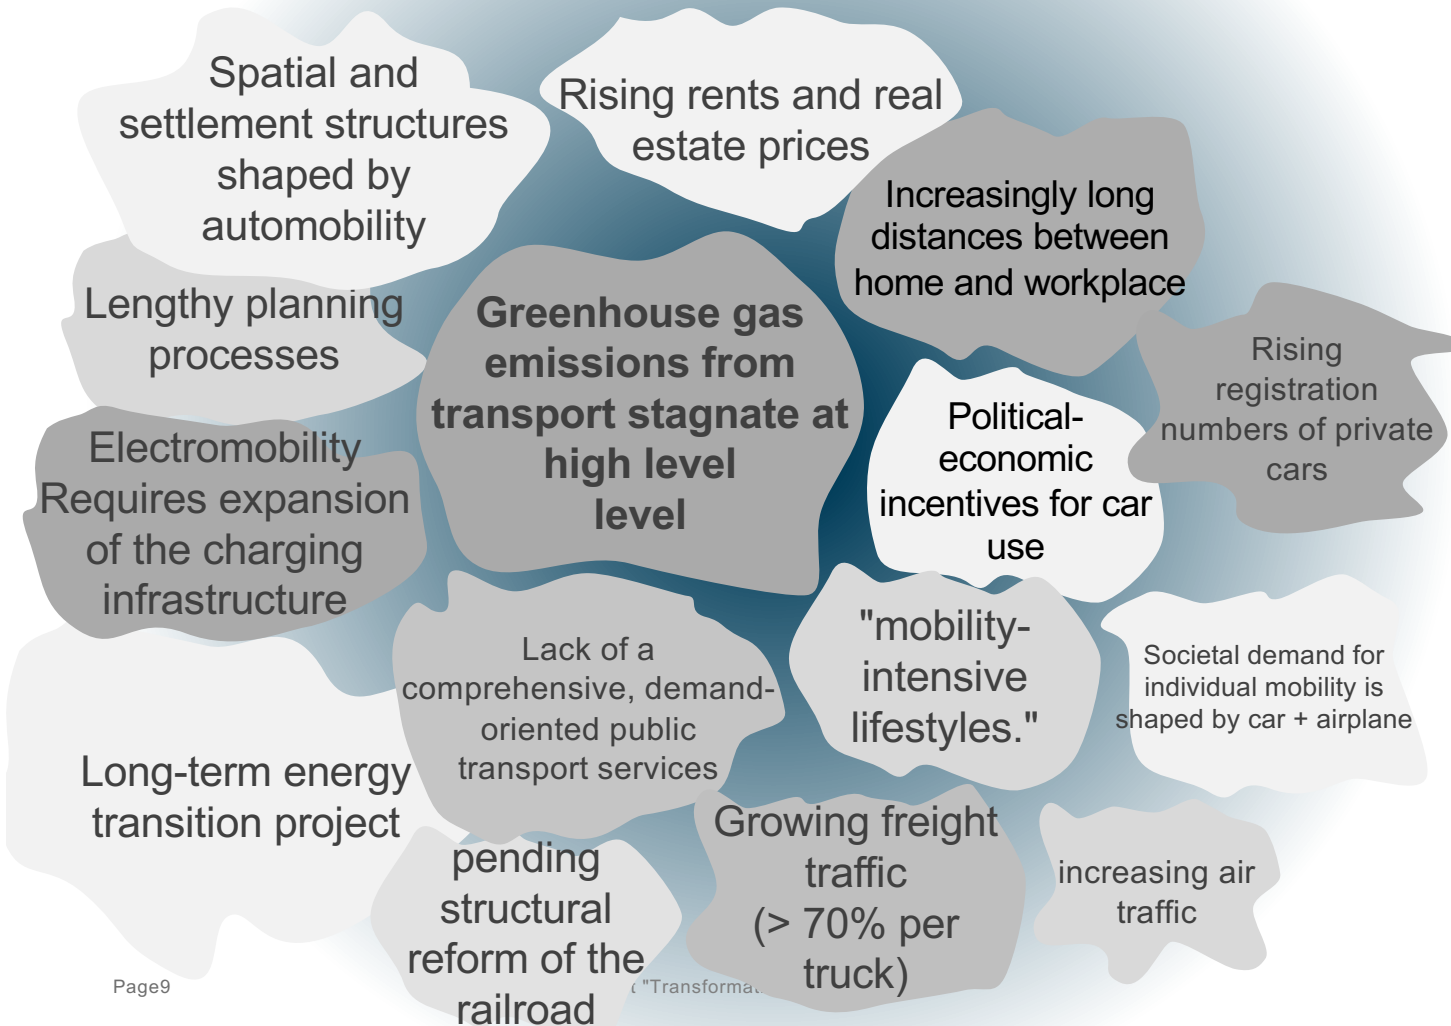 Spatial and
settlement structures
shaped by
automobility
Rising rents and real
estate prices
Increasingly long
distances between
home and workplace
Lengthy planning
processes
Greenhouse gas
emissions from
transport stagnate at
high level
level
Rising
registration
numbers of private
cars
Political-
economic
incentives for car
use
Electromobility
Requires expansion
of the charging
infrastructure
Lack of a
comprehensive, demand-
oriented public
transport services
"mobility-
intensive
lifestyles."
Societal demand for
individual mobility is
shaped by car + airplane
Long-term energy
transition project
pending
structural
reform of the
railroad
Growing freight
traffic
(> 70% per
truck)
increasing air
traffic
Page9